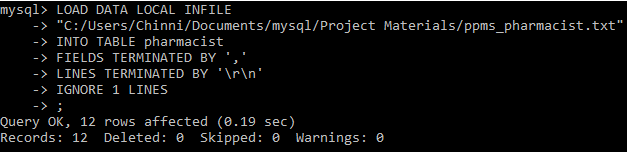 mysql> LOAD DATA LOCAL INFILE
-> "C:/Users/Chinni/Documents/mysql/Project Materials/ppms_pharmacist.txt"
-> INTO TABLE pharmacist
-> FIELDS TERMINATED BY ','
-> LINES TERMINATED BY '\r\n'
-> IGNORE 1 LINES
-> ;
Query OK, 12 rows affected (0.19 sec)
Records: 12  Deleted: 0  Skipped: 0  Warnings: 0